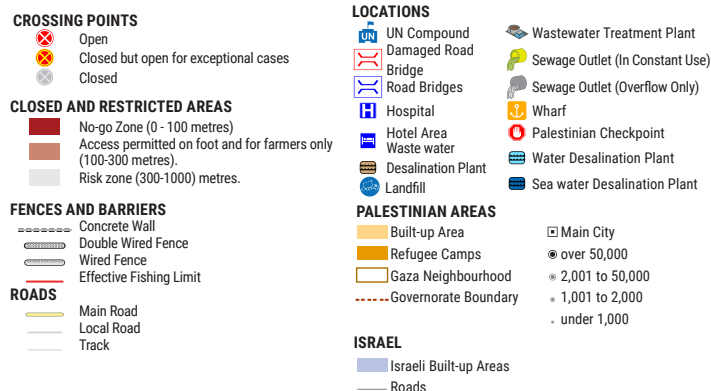 CROSSING POINTS
Open
Closed but open for exceptional cases
Closed
CLOSED AND RESTRICTED AREAS
No-go Zone (0 - 100 metres)
Access permitted on foot and for farmers only
(100-300 metres).
Risk zone (300-1000) metres.
FENCES AND BARRIERS
Concrete Wall
Double Wired Fence
Wired Fence
Effective Fishing Limit
ROADS
Main Road
Local Road
Track
LOCATIONS
UN
UN Compound
Damaged Road
Bridge
Road Bridges
H
Hospital
Hotel Area
Waste water
Desalination Plant
Landfill
Wastewater Treatment Plant
Sewage Outlet (In Constant Use)
Sewage Outlet (Overflow Only)
Wharf
Palestinian Checkpoint
Water Desalination Plant
Sea water Desalination Plant
PALESTINIAN AREAS
Built-up Area
Refugee Camps
Gaza Neighbourhood
Governorate Boundary
Main City
over 50,000
2,001 to 50,000
1,001 to 2,000
under 1,000
ISRAEL
Israeli Built-up Areas
Roads